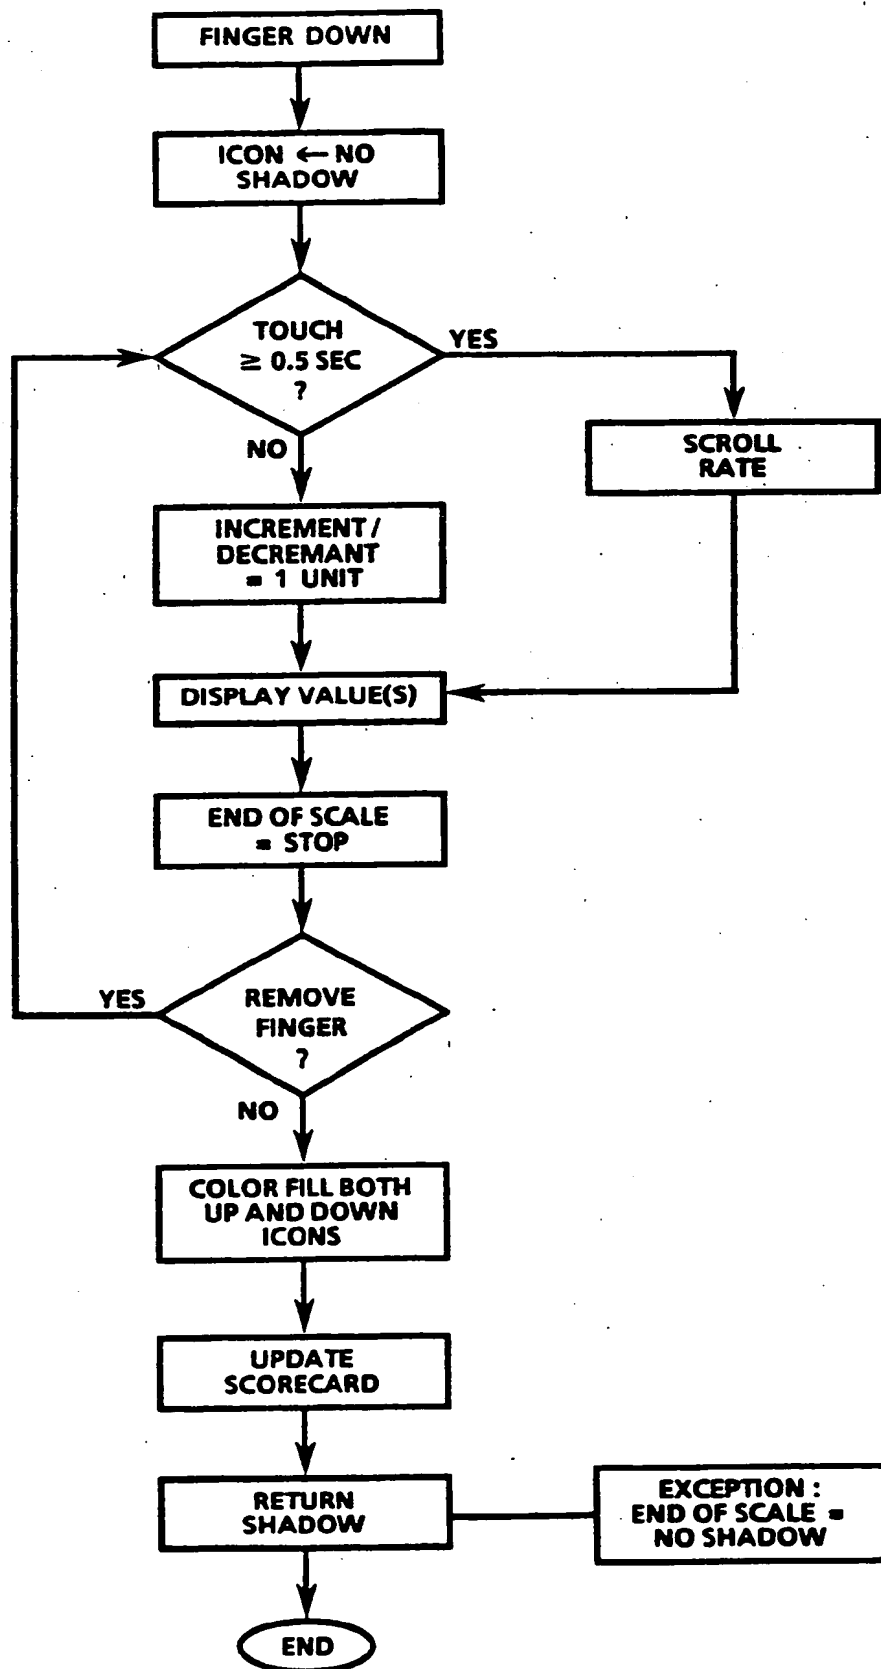 FINGER DOWN
ICON ← NO
SHADOW
TOUCH
≥ 0.5 SEC
?
YES
NO
SCROLL
RATE
INCREMENT /
DECREMANT
= 1 UNIT
DISPLAY VALUE(S)
END OF SCALE
= STOP
REMOVE
FINGER
?
YES
NO
COLOR FILL BOTH
UP AND DOWN
ICONS
UPDATE
SCORECARD
RETURN
SHADOW
EXCEPTION :
END OF SCALE =
NO SHADOW
END